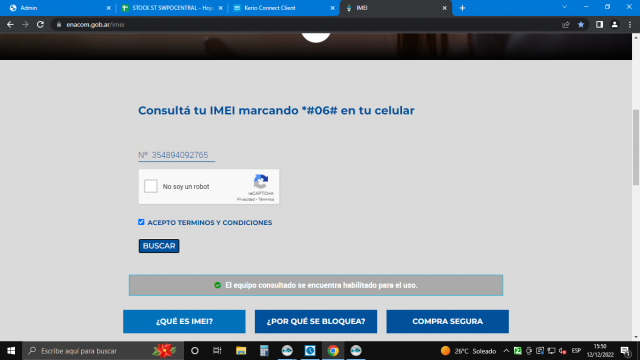 Admin
STOCK ST SWPOCENTRAL - Hoja
Kerio Connect Client
IMEI
enacom.gob.ar/imei
Consultá tu IMEI marcando *#06# en tu celular
Nº 354894092765
No soy un robot
reCAPTCHA
Privacidad - Términos
ACEPTO TERMINOS Y CONDICIONES
BUSCAR
El equipo consultado se encuentra habilitado para el uso.
¿QUÉ ES IMEI?
¿POR QUÉ SE BLOQUEA?
COMPRA SEGURA
Escribe aquí para buscar
26°C Soleado
ESP
15:50
12/12/2022